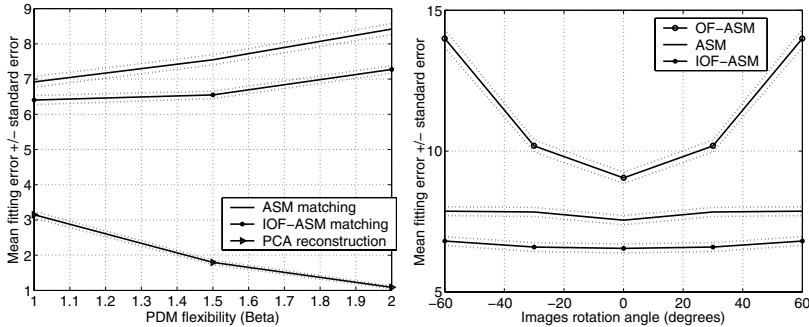 Mean fitting error +/− standard error
9
8
7
6
5
4
3
2
1
1 1.1 1.2 1.3 1.4 1.5 1.6 1.7 1.8 1.9 2
PDM flexibility (Beta)
ASM matching
IOF−ASM matching
PCA reconstruction
Mean fitting error +/− standard error
15
10
5
−60 −40 −20 0 20 40 60
Images rotation angle (degrees)
OF−ASM
ASM
IOF−ASM